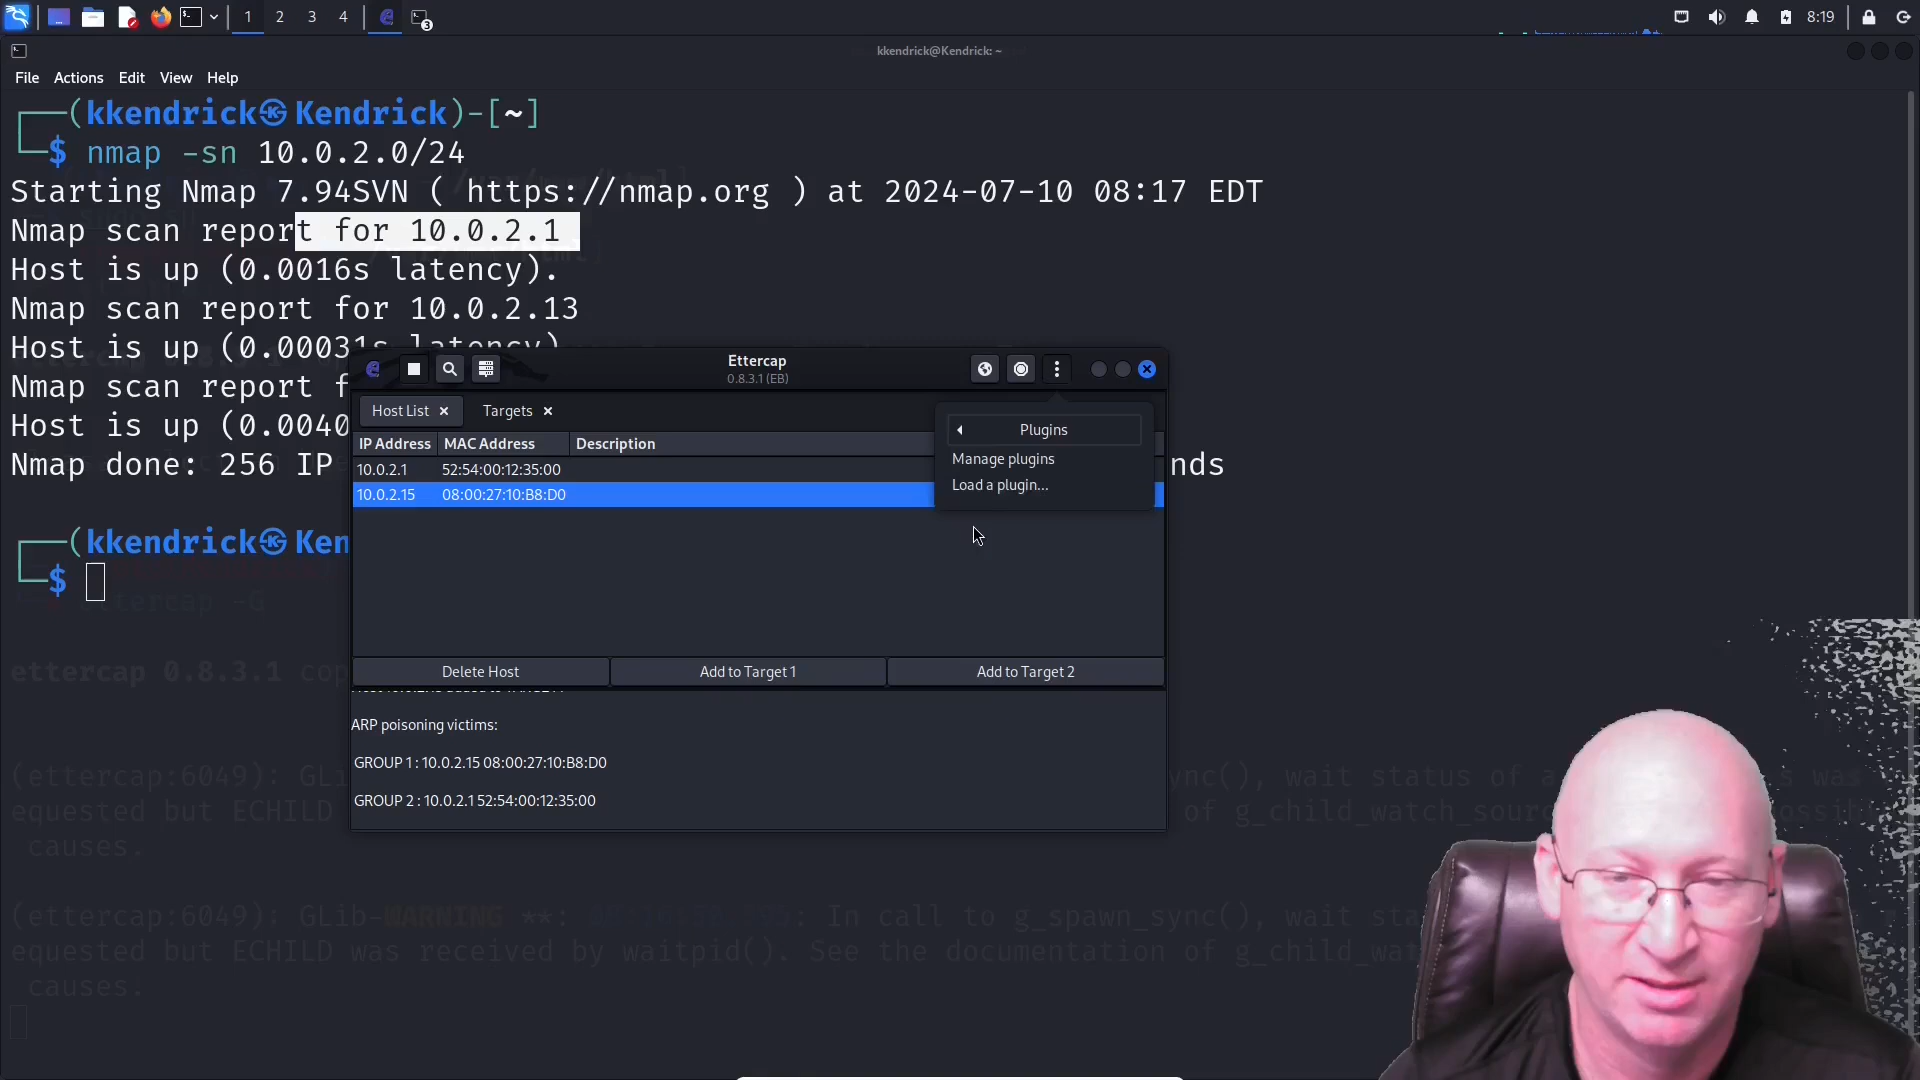 1 2 3 4 3 8:19
kkendrick@Kendrick: ~
File Actions Edit View Help
(kkendrick㉿Kendrick)-[~]
$ nmap -sn 10.0.2.0/24
Starting Nmap 7.94SVN ( https://nmap.org ) at 2024-07-10 08:17 EDT
Nmap scan report for 10.0.2.1
Host is up (0.0016s latency).
Nmap scan report for 10.0.2.13
Host is up (0.00031s latency)
Nmap scan report f
Host is up (0.0040
Nmap done: 256 IP
nds
(kkendrick㉿Ken
$
Ettercap
0.8.3.1 (EB)
Host List × Targets ×
IP Address MAC Address Description
10.0.2.1 52:54:00:12:35:00
10.0.2.15 08:00:27:10:B8:D0
Plugins
Manage plugins
Load a plugin...
Delete Host Add to Target 1 Add to Target 2
ARP poisoning victims:
GROUP 1 : 10.0.2.15 08:00:27:10:B8:D0
GROUP 2 : 10.0.2.1 52:54:00:12:35:00
ettercap -G
ettercap 0.8.3.1 cop
(ettercap:6049): GLi
ync(), wait status of a
s was
equested but ECHILD
of g_child_watch_sour
ossi
causes.
(ettercap:6049): GLib-WARNING **:
: In call to g_spawn_sync(), wait sta
equested but ECHILD was received by waitpid(). See the documentation of g_child_wat
causes.